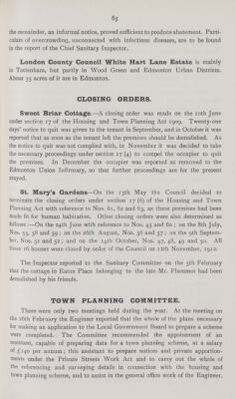 85
the remainder, an informal notice, proved sufficient to produce abatement. Parti-
culars of overcrowding, unconnected with infectious diseases, are to be found
in the report of the Chief Sanitary Inspector.
London County Council White Hart Lane Estate is mainly
in Tottenham, but partly in Wood Green and Edmonton Urban Districts.
About 35 acres of it are in Edmonton.
CLOSING ORDERS.
Sweet Briar Cottage.—A closing order was made on the 10th June
under section 17 of the Housing and Town Planning Act 1909. Twenty-one
days' notice to quit was given to the tenant in September, and in October it was
reported that as soon as the tenant left the premises should be demolished. As
the notice to quit was not complied with, in November it was decided to take
the necessary proceedings under section 17 (4) to compel the occupier to quit
the premises. In December the occupier was reported as removed to the
Edmonton Union Infirmary, so that further proceedings are for the present
stayed.
St. Mary's Gardens—On the 13th May the Council decided to
terminate the closing orders under section 17 (6) of the Housing and Town
Planning Act with reference to Nos. 61, 62 and 63, as these premises had been
made fit for human habitation. Other closing orders were also determined as
follows:—On the 24th June with reference to Nos. 45 and 60; on the 8th July,
Nos. 55, 58 and 59; on the 26th August, Nos. 56 and 57; on the 9th Septem-
ber, Nos. 51 and 52; and on the 14th October, Nos. 47, 48, 49 and 50. All
these 16 houses were closed by order of the Council on 12th November, 1912.
The Inspector reported to the Sanitary Committee on the 5th February
that the cottage in Eaton Place belonging to the late Mr. Plummer had been
demolished by his friends.
TOWN PLANNING COMMITTEE.
There were only two meetings held during the year. At the meeting on
the 26th February the Engineer reported that the whole of the plans necessary
for making an application to the Local Government Board to prepare a scheme
were completed. The Committee recommended the appointment of an
assistant, capable of preparing data for a town planning scheme, at a salary
of £140 per annum; this assistant to prepare notices and private apportion-
ments under the Private Streets Work Act and to carry out the whole of
the referencing and surveying details in connection with the housing and
town planning scheme, and to assist in the general office work of the Engineer.